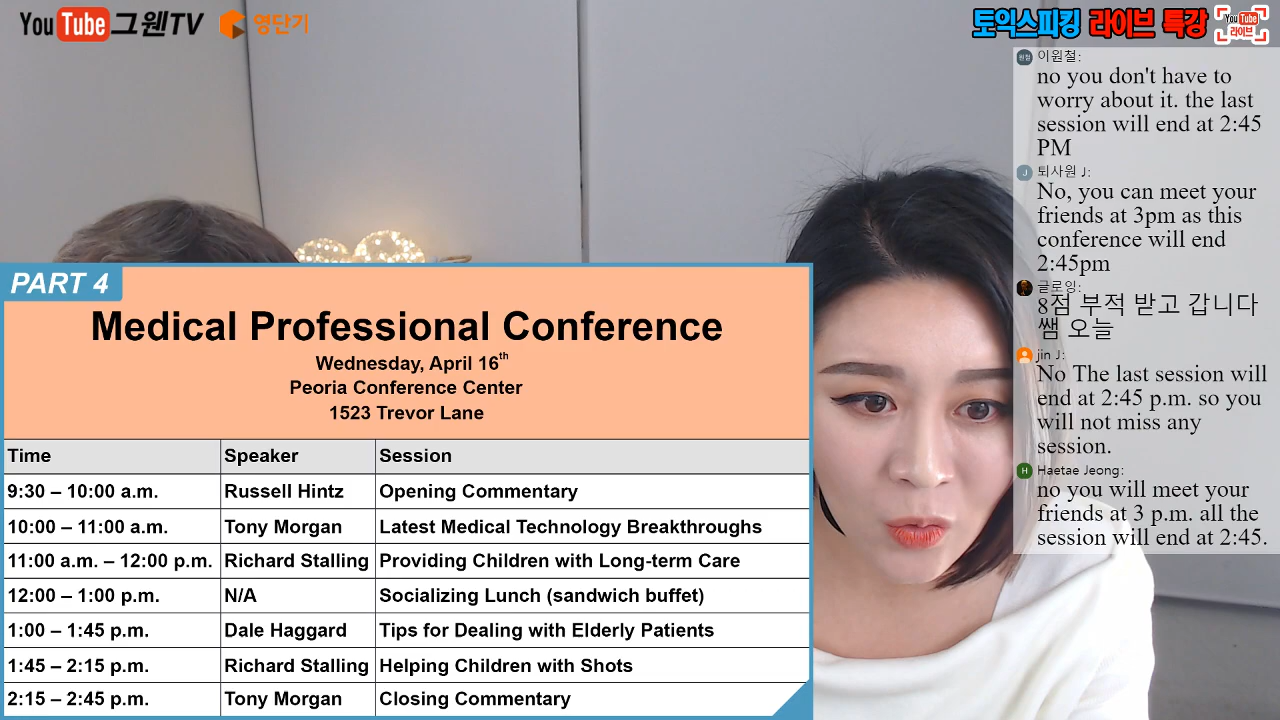 YouTube 그웬TV 영단기
토익스피킹 라이브 특강 YouTube 라이브
PART 4
Medical Professional Conference
Wednesday, April 16th
Peoria Conference Center
1523 Trevor Lane
Time Speaker Session
9:30 – 10:00 a.m. Russell Hintz Opening Commentary
10:00 – 11:00 a.m. Tony Morgan Latest Medical Technology Breakthroughs
11:00 a.m. – 12:00 p.m. Richard Stalling Providing Children with Long-term Care
12:00 – 1:00 p.m. N/A Socializing Lunch (sandwich buffet)
1:00 – 1:45 p.m. Dale Haggard Tips for Dealing with Elderly Patients
1:45 – 2:15 p.m. Richard Stalling Helping Children with Shots
2:15 – 2:45 p.m. Tony Morgan Closing Commentary
원철 이원철:
no you don't have to
worry about it. the last
session will end at 2:45
PM
J 퇴사원 J:
No, you can meet your
friends at 3pm as this
conference will end
2:45pm
글로잉:
8점 부적 받고 갑니다
쌤 오늘
jin J:
No The last session will
end at 2:45 p.m. so you
will not miss any
session.
H Haetae Jeong:
no you will meet your
friends at 3 p.m. all the
session will end at 2:45.